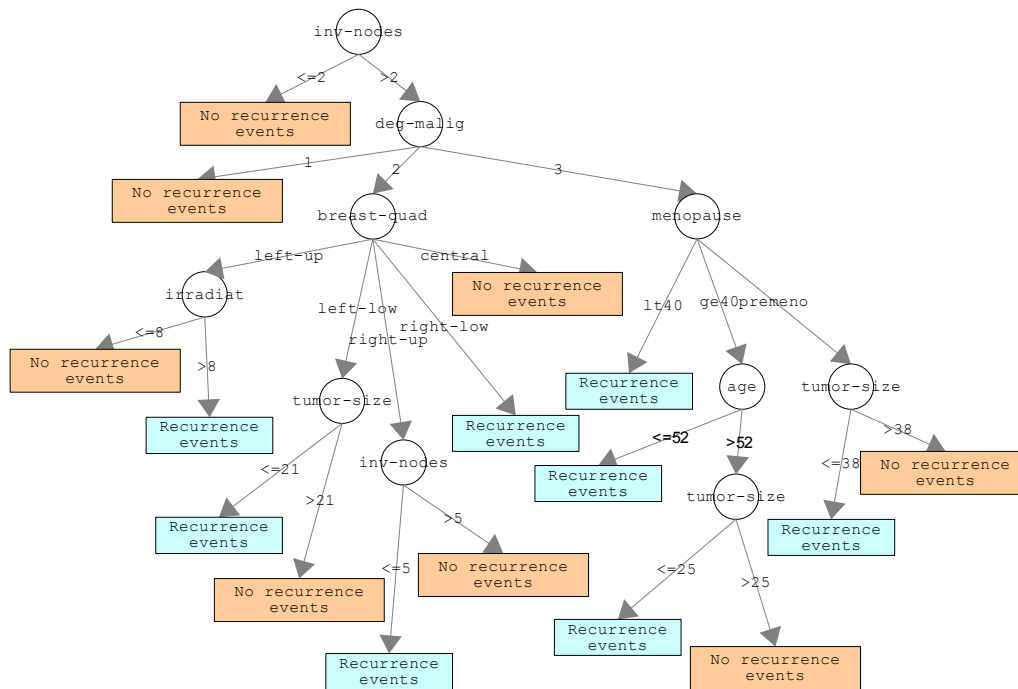 inv-nodes
<=2
>2
No recurrence
events
deg-malig
1
2
3
No recurrence
events
breast-quad
menopause
left-up
central
irradiat
No recurrence
events
left-low
right-up
right-low
lt40
ge40
premeno
<=8
>8
No recurrence
events
Recurrence
events
tumor-size
Recurrence
events
Recurrence
events
age
tumor-size
<=21
>21
inv-nodes
<=52
>52
<=38
>38
No recurrence
events
Recurrence
events
tumor-size
Recurrence
events
Recurrence
events
No recurrence
events
<=5
>5
No recurrence
events
<=25
>25
Recurrence
events
Recurrence
events
No recurrence
events